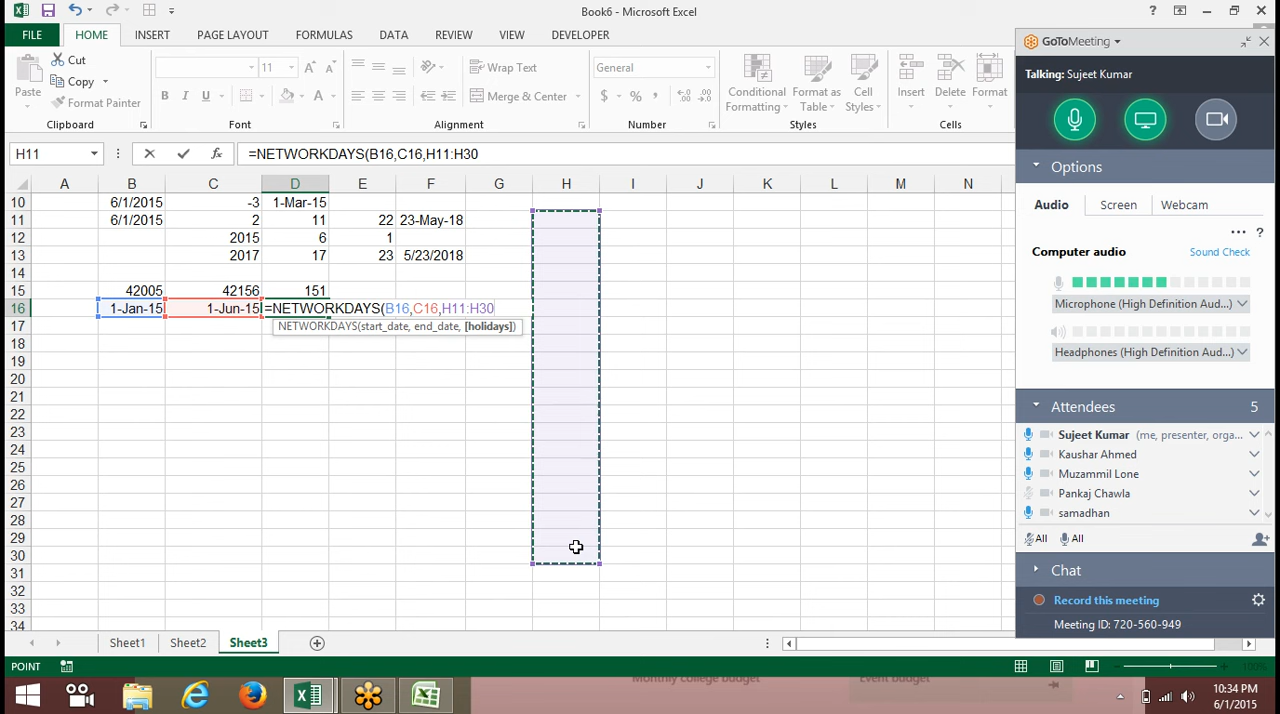 Book6 - Microsoft Excel
FILE HOME INSERT PAGE LAYOUT FORMULAS DATA REVIEW VIEW DEVELOPER
Paste
Cut
Copy
Format Painter
Clipboard
11
B I U
Font
Wrap Text
Merge & Center
Alignment
General
$ % ,
Number
Conditional Formatting
Format as Table
Cell Styles
Styles
Insert Delete Format
Cells
H11 =NETWORKDAYS(B16,C16,H11:H30
A B C D E F G H I J K L M N
10 6/1/2015 -3 1-Mar-15
11 6/1/2015 2 11 22 23-May-18
12 2015 6 1
13 2017 17 23 5/23/2018
14
15 42005 42156 151
16 1-Jan-15 1-Jun-15 =NETWORKDAYS(B16,C16,H11:H30
17 NETWORKDAYS(start_date, end_date, [holidays])
18
19
20
21
22
23
24
25
26
27
28
29
30
31
32
33
34
Sheet1 Sheet2 Sheet3
POINT 100%
GoToMeeting
Talking: Sujeet Kumar
Options
Audio Screen Webcam
... ?
Computer audio Sound Check
Microphone (High Definition Aud...)
Headphones (High Definition Aud...)
Attendees 5
Sujeet Kumar (me, presenter, orga...
Kaushar Ahmed
Muzammil Lone
Pankaj Chawla
samadhan
All All
Chat
Record this meeting
Meeting ID: 720-560-949
Monthly college budget Event budget
10:34 PM
6/1/2015